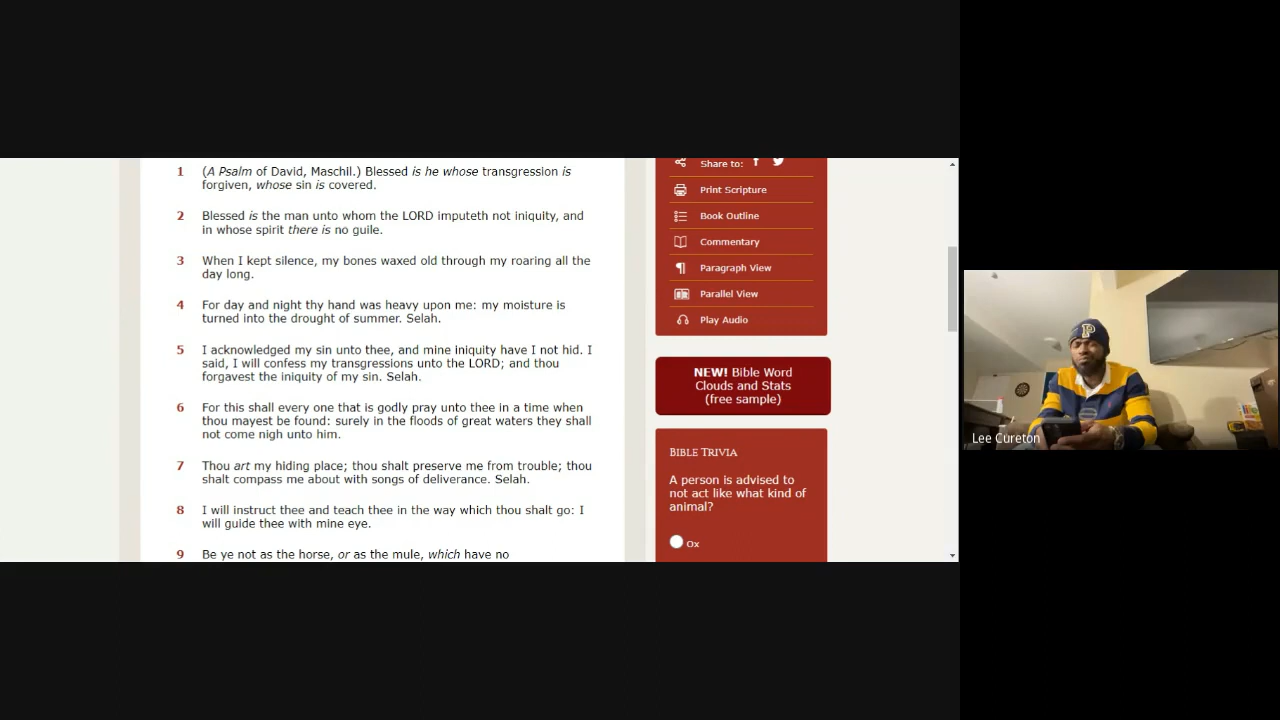 1 (A Psalm of David, Maschil.) Blessed is he whose transgression is
forgiven, whose sin is covered.
2 Blessed is the man unto whom the LORD imputeth not iniquity, and
in whose spirit there is no guile.
3 When I kept silence, my bones waxed old through my roaring all the
day long.
4 For day and night thy hand was heavy upon me: my moisture is
turned into the drought of summer. Selah.
5 I acknowledged my sin unto thee, and mine iniquity have I not hid. I
said, I will confess my transgressions unto the LORD; and thou
forgavest the iniquity of my sin. Selah.
6 For this shall every one that is godly pray unto thee in a time when
thou mayest be found: surely in the floods of great waters they shall
not come nigh unto him.
7 Thou art my hiding place; thou shalt preserve me from trouble; thou
shalt compass me about with songs of deliverance. Selah.
8 I will instruct thee and teach thee in the way which thou shalt go: I
will guide thee with mine eye.
9 Be ye not as the horse, or as the mule, which have no
Share to:
Print Scripture
Book Outline
Commentary
Paragraph View
Parallel View
Play Audio
NEW! Bible Word
Clouds and Stats
(free sample)
BIBLE TRIVIA
A person is advised to
not act like what kind of
animal?
Ox
P
Lee Cureton